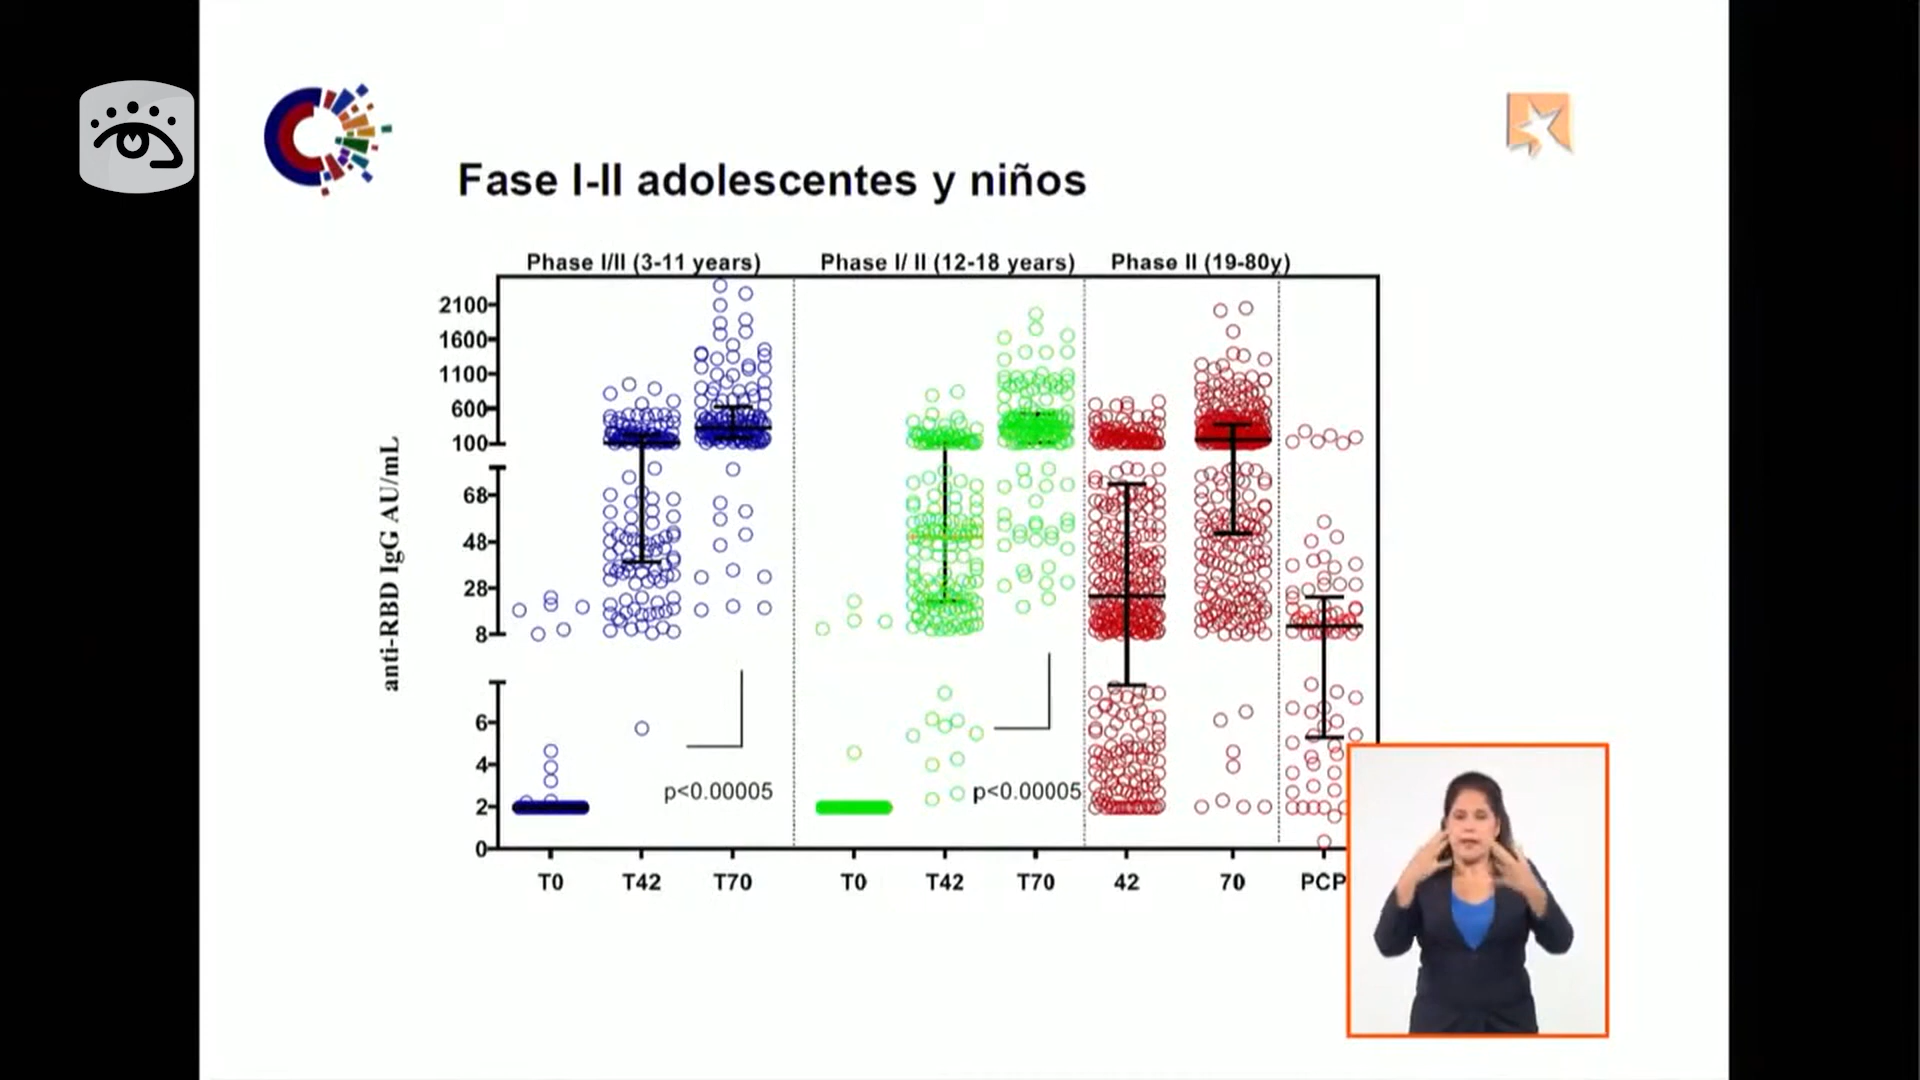 Fase I-II adolescentes y niños
Phase I/II (3-11 years)
Phase I/ II (12-18 years)
Phase II (19-80y)
anti-RBD IgG AU/mL
2100
1600
1100
600
100
68
48
28
8
6
4
2
0
p<0.00005
p<0.00005
T0
T42
T70
T0
T42
T70
42
70
PCP